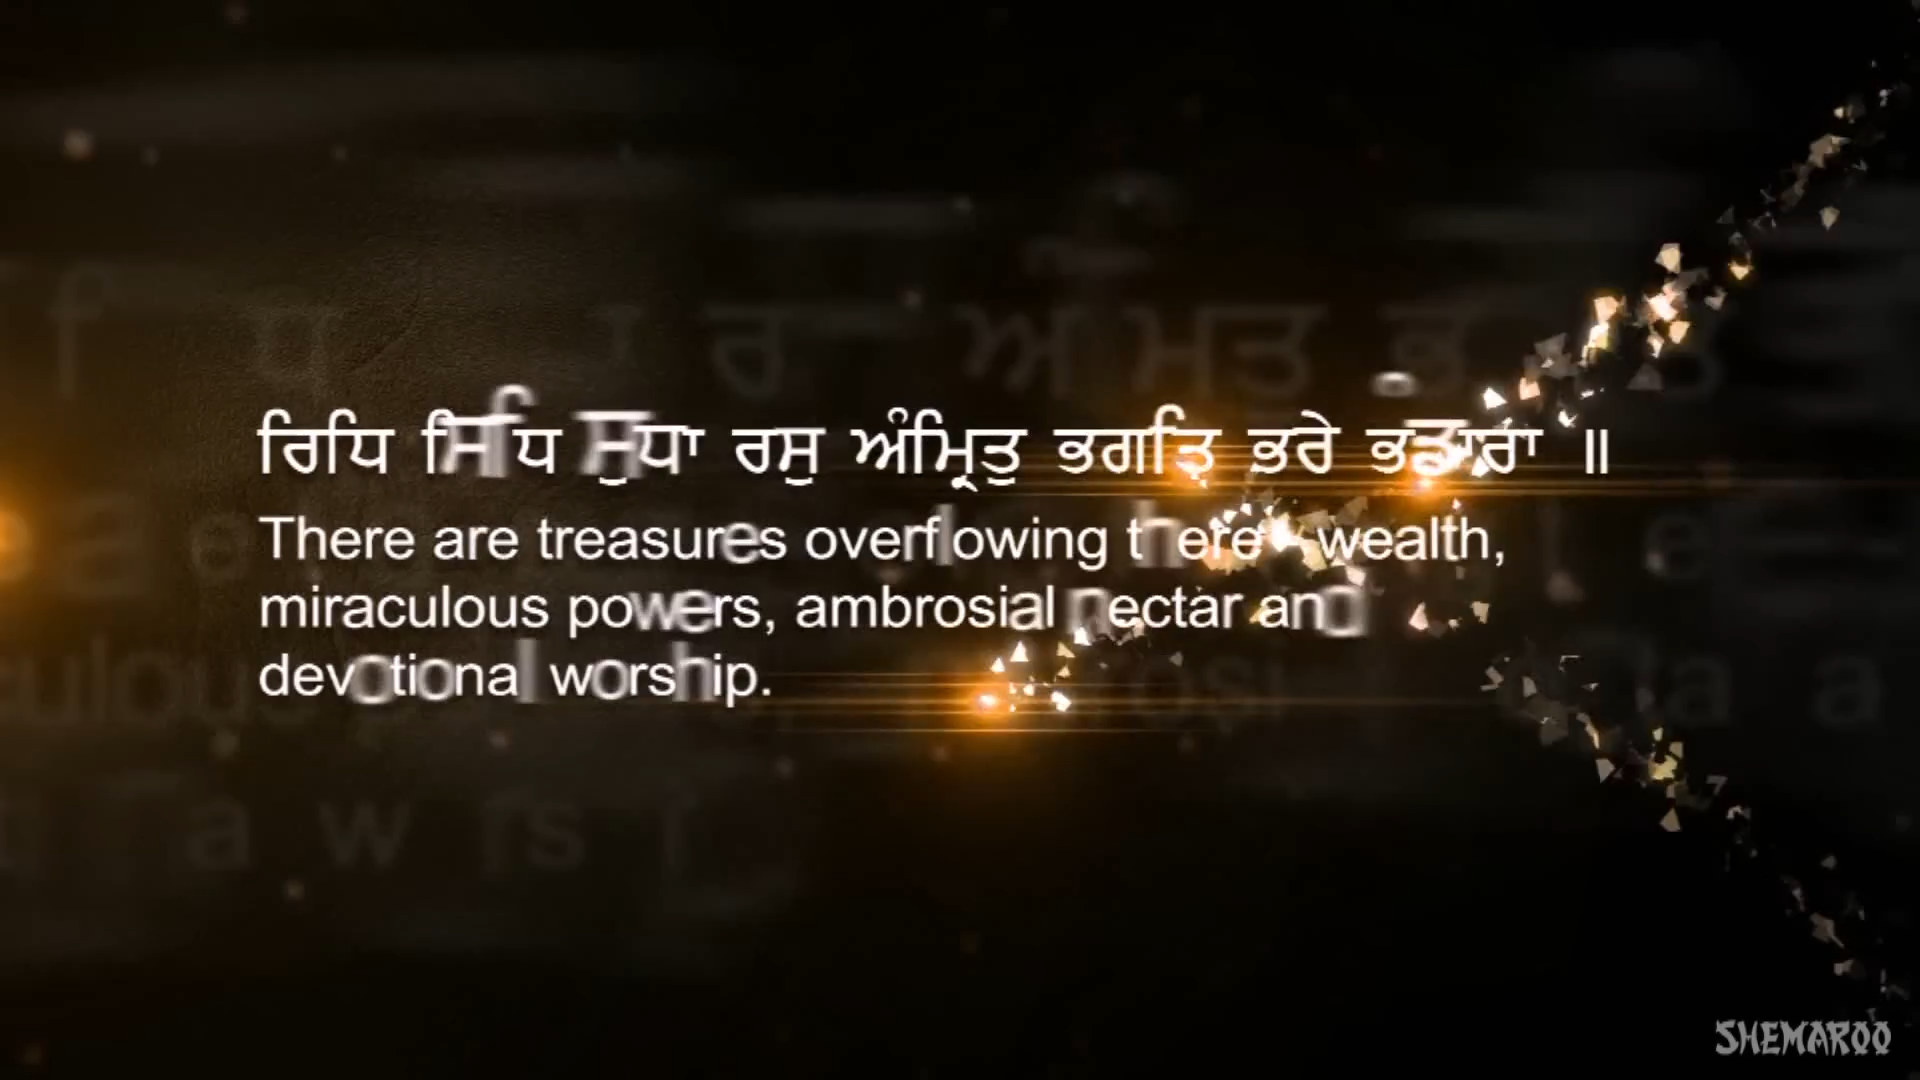 ਰਿਧਿ ਸਿਧਿ ਸੁਧਾ ਰਸੁ ਅੰਮ੍ਰਿਤੁ ਭਗਤਿ ਭਰੇ ਭੰਡਾਰਾ ॥
There are treasures overflowing there - wealth,
miraculous powers, ambrosial nectar and
devotional worship.
SHEMAROO